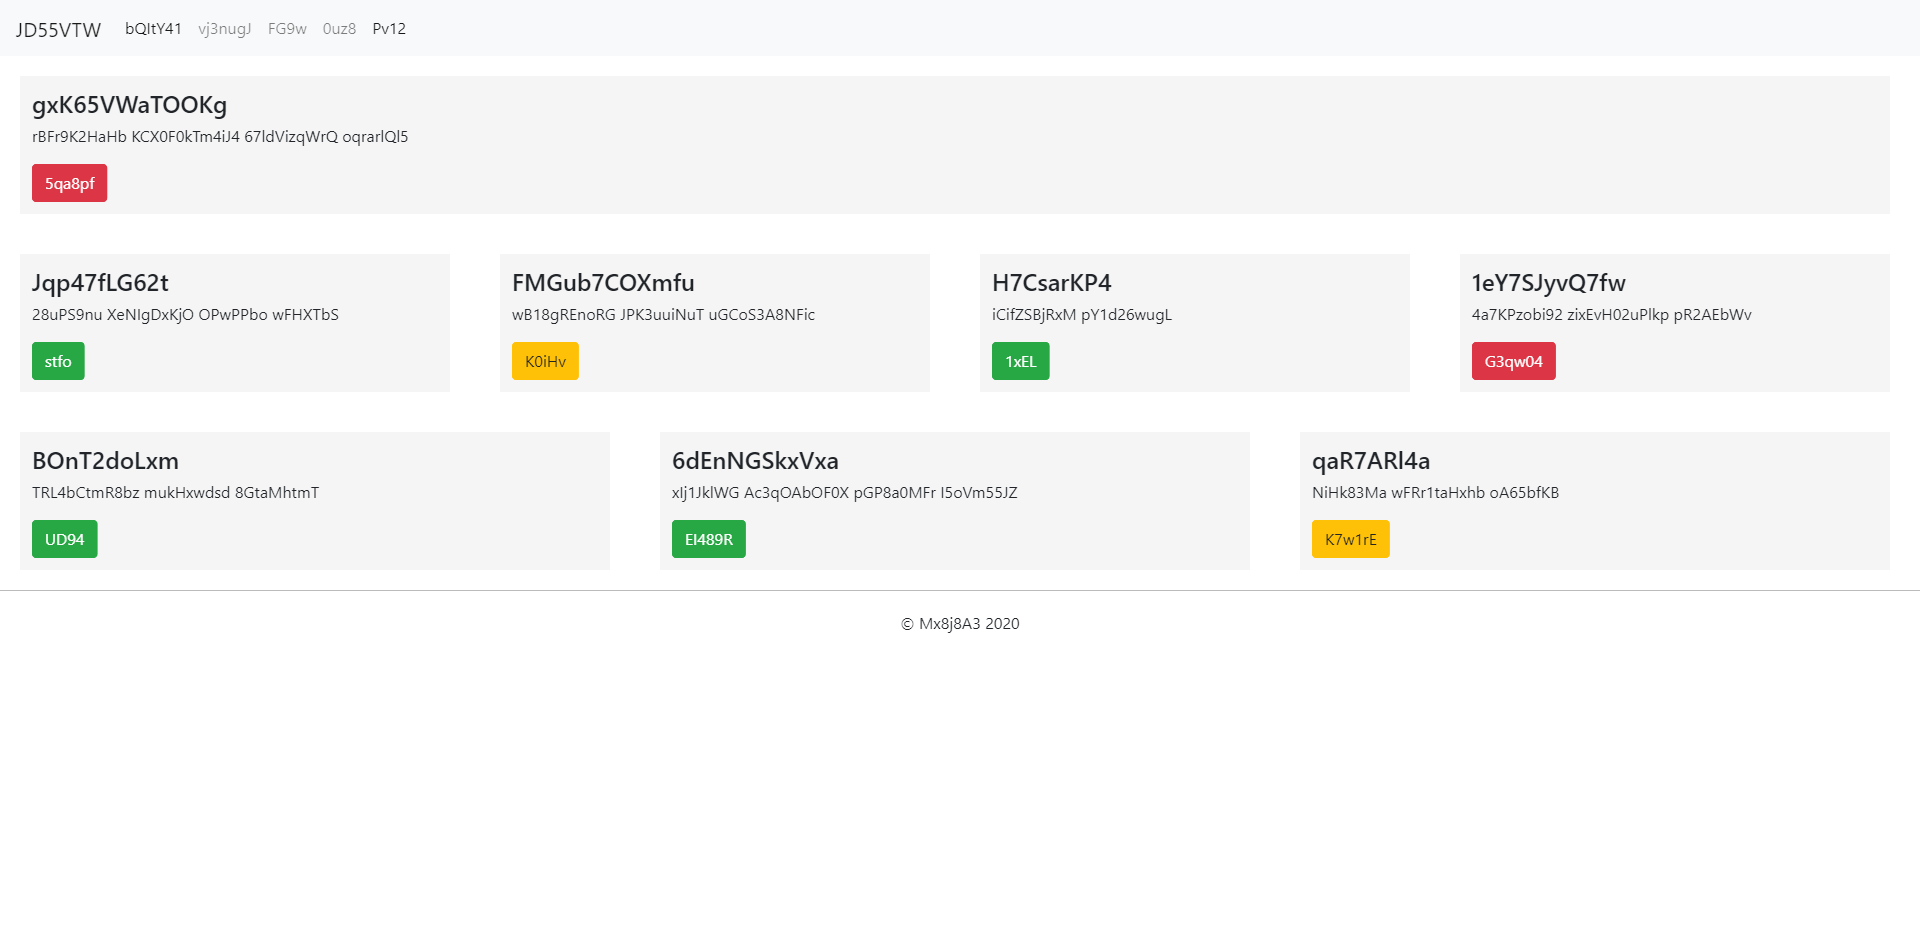 JD55VTW bQItY41 vj3nugJ FG9w 0uz8 Pv12
gxK65VWaTOOKg
rBFr9K2HaHb KCX0F0kTm4iJ4 67ldVizqWrQ oqrarlQl5
5qa8pf
Jqp47fLG62t
28uPS9nu XeNIgDxKjO OPwPPbo wFHXTbS
stfo
FMGub7COXmfu
wB18gREnoRG JPK3uuiNuT uGCoS3A8NFic
K0iHv
H7CsarKP4
iCifZSBjRxM pY1d26wugL
1xEL
1eY7SJyvQ7fw
4a7KPzobi92 zixEvH02uPlkp pR2AEbWv
G3qw04
BOnT2doLxm
TRL4bCtmR8bz mukHxwdsd 8GtaMhtmT
UD94
6dEnNGSkxVxa
xIj1JklWG Ac3qOAbOF0X pGP8a0MFr I5oVm55JZ
EI489R
qaR7ARl4a
NiHk83Ma wFRr1taHxhb oA65bfKB
K7w1rE
© Mx8j8A3 2020